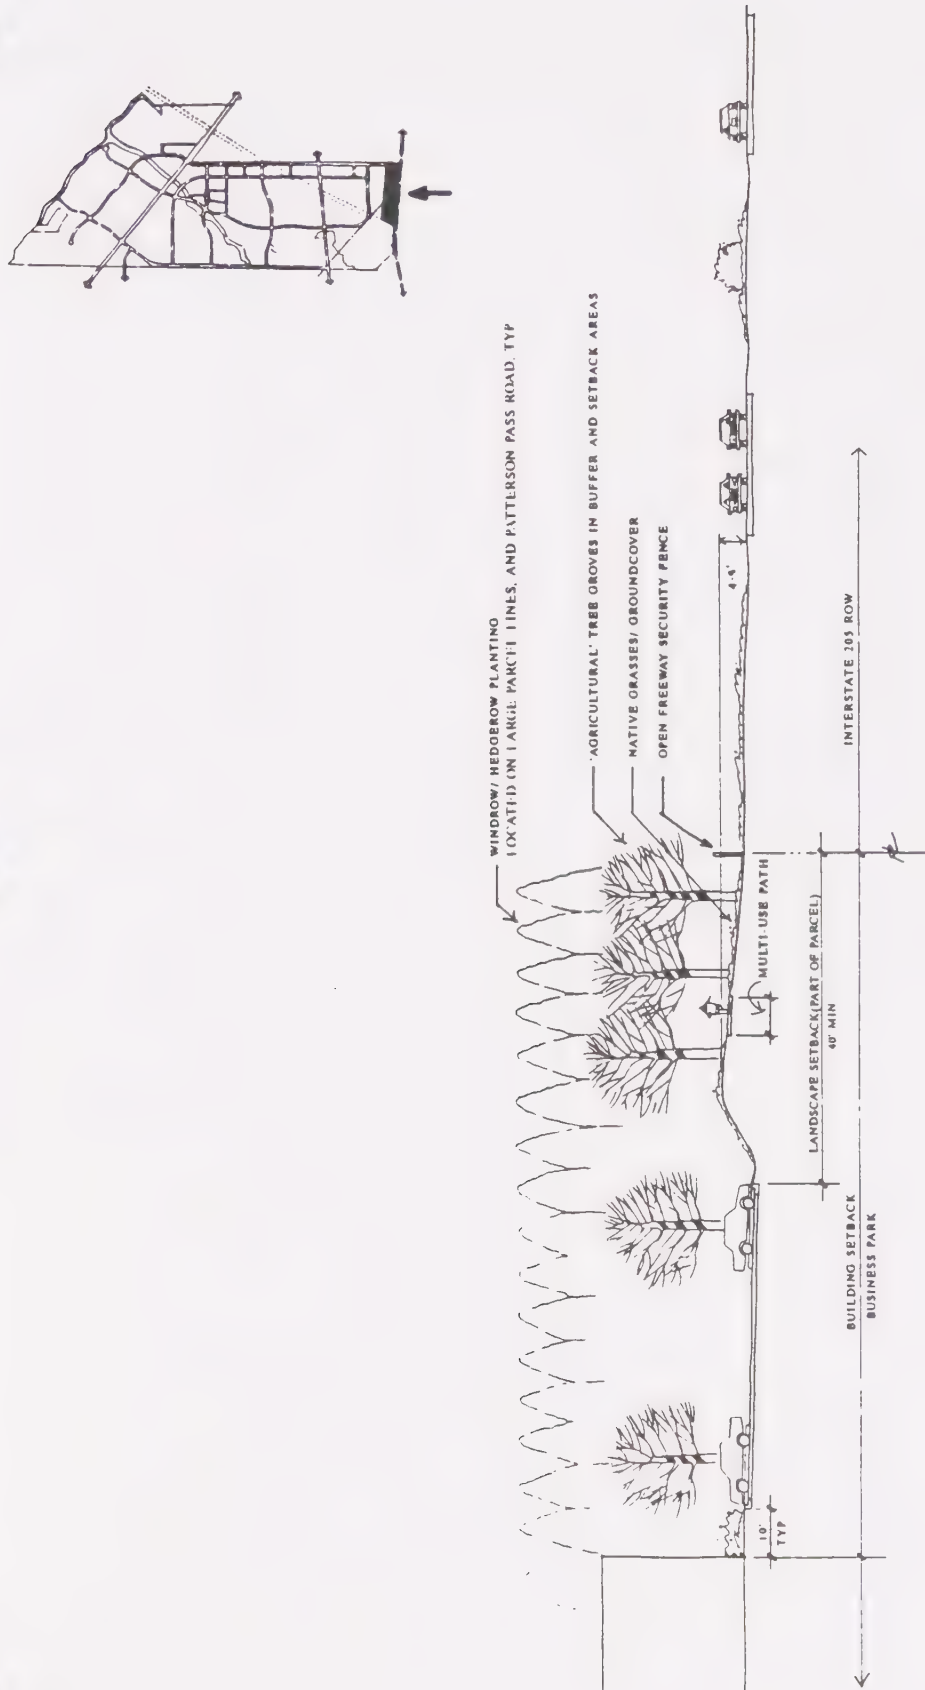 WINDROW/ HEDGEROW PLANTING
LOCATED ON LARGE PARCEL LINES, AND PATTERSON PASS ROAD, TYP
'AGRICULTURAL' TREE GROVES IN BUFFER AND SETBACK AREAS
NATIVE GRASSES/ GROUNDCOVER
OPEN FREEWAY SECURITY FENCE
4-4'
MULTI-USE PATH
10'
TYP
LANDSCAPE SETBACK(PART OF PARCEL)
40' MIN
BUILDING SETBACK
BUSINESS PARK
INTERSTATE 205 ROW